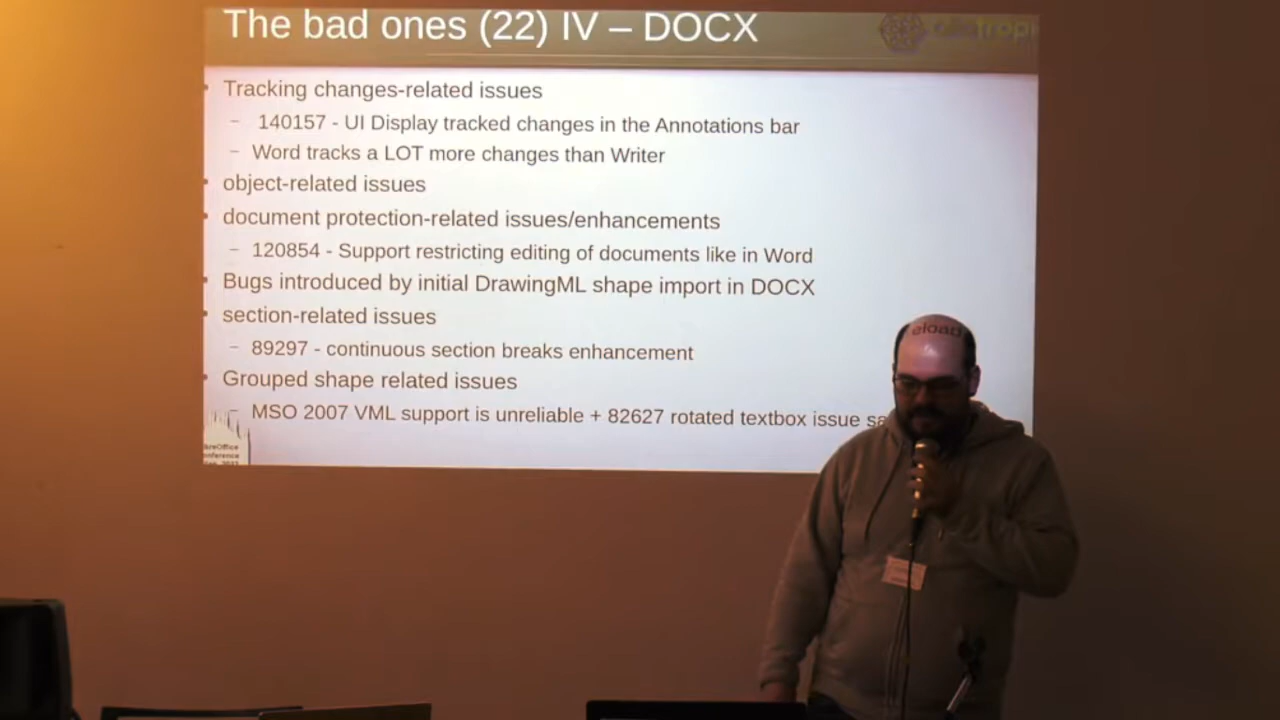 The bad ones (22) IV – DOCX
Tracking changes-related issues
140157 - UI Display tracked changes in the Annotations bar
Word tracks a LOT more changes than Writer
object-related issues
document protection-related issues/enhancements
120854 - Support restricting editing of documents like in Word
Bugs introduced by initial DrawingML shape import in DOCX
section-related issues
89297 - continuous section breaks enhancement
Grouped shape related issues
MSO 2007 VML support is unreliable + 82627 rotated textbox issue
eload